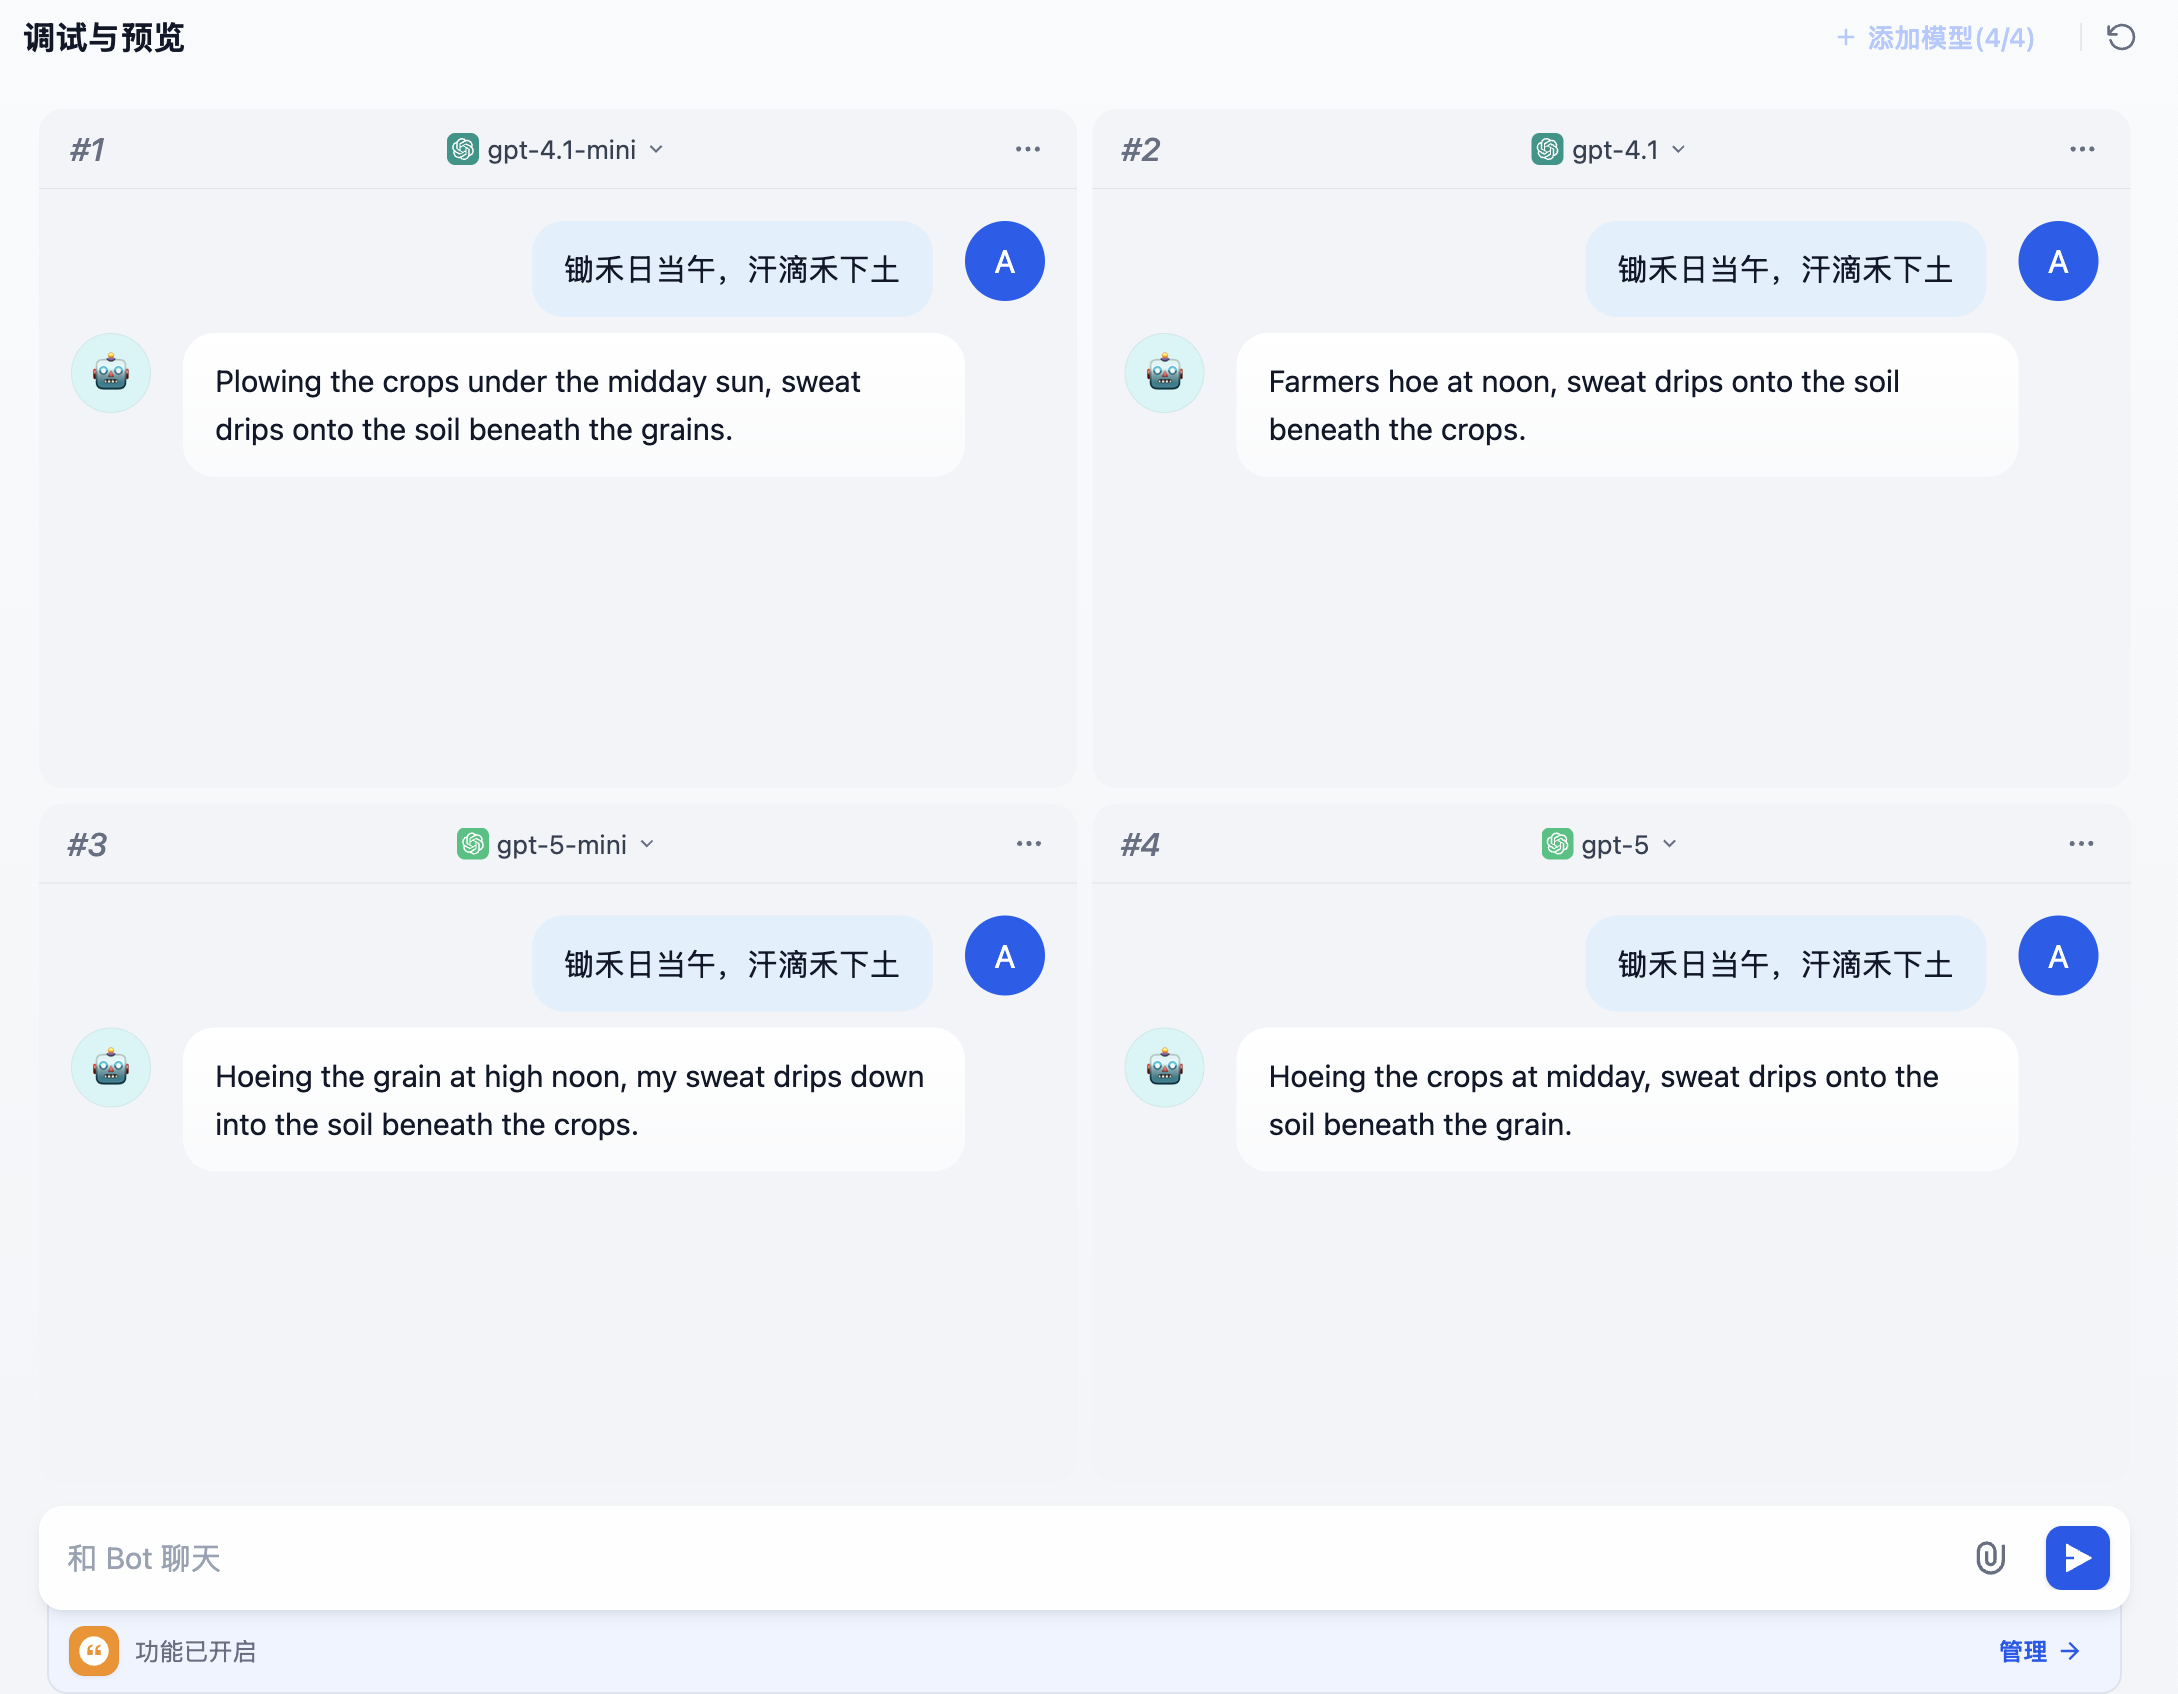 调试与预览
+ 添加模型(4/4)
#1
gpt-4.1-mini
锄禾日当午，汗滴禾下土
A
Plowing the crops under the midday sun, sweat
drips onto the soil beneath the grains.
#2
gpt-4.1
锄禾日当午，汗滴禾下土
A
Farmers hoe at noon, sweat drips onto the soil
beneath the crops.
#3
gpt-5-mini
锄禾日当午，汗滴禾下土
A
Hoeing the grain at high noon, my sweat drips down
into the soil beneath the crops.
#4
gpt-5
锄禾日当午，汗滴禾下土
A
Hoeing the crops at midday, sweat drips onto the
soil beneath the grain.
和 Bot 聊天
功能已开启
管理 →